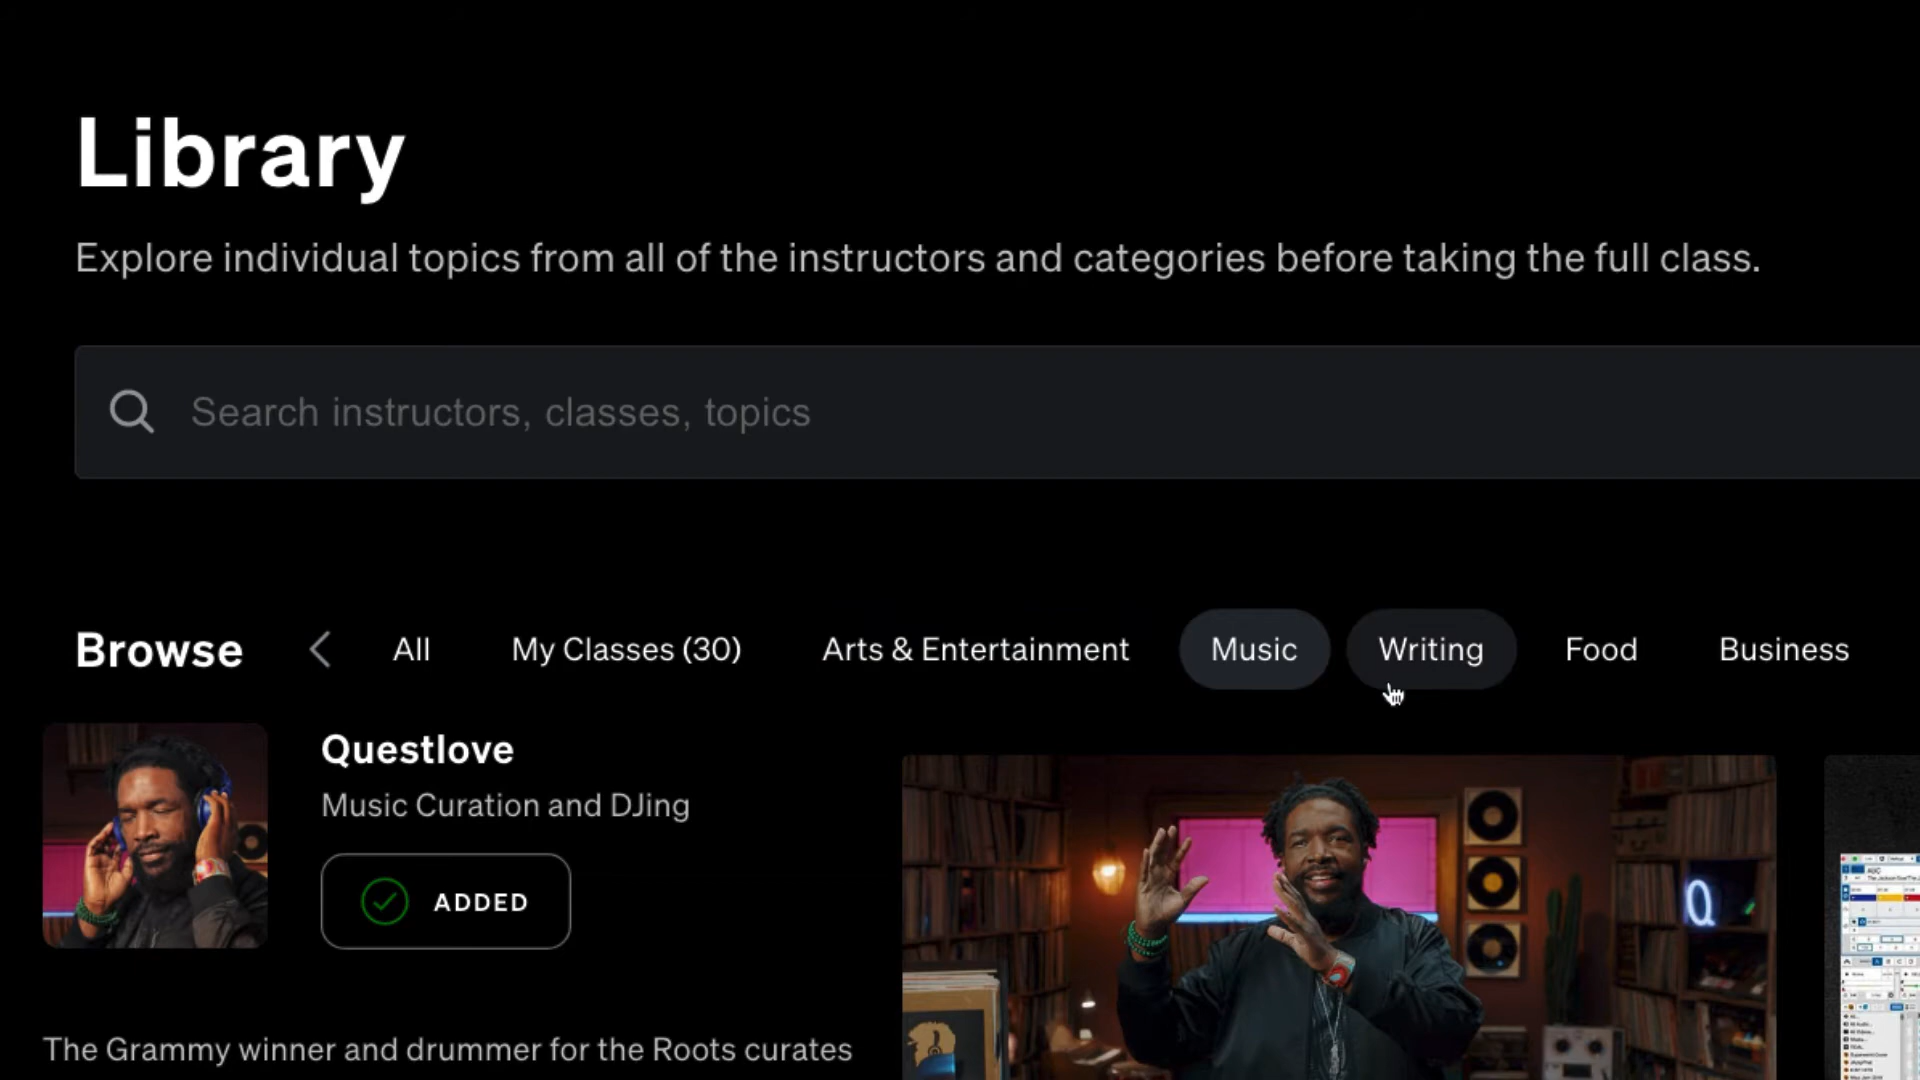 Library
Explore individual topics from all of the instructors and categories before taking the full class.
Search instructors, classes, topics
Browse All My Classes (30) Arts & Entertainment Music Writing Food Business
Questlove
Music Curation and DJing
ADDED
The Grammy winner and drummer for the Roots curates
Q